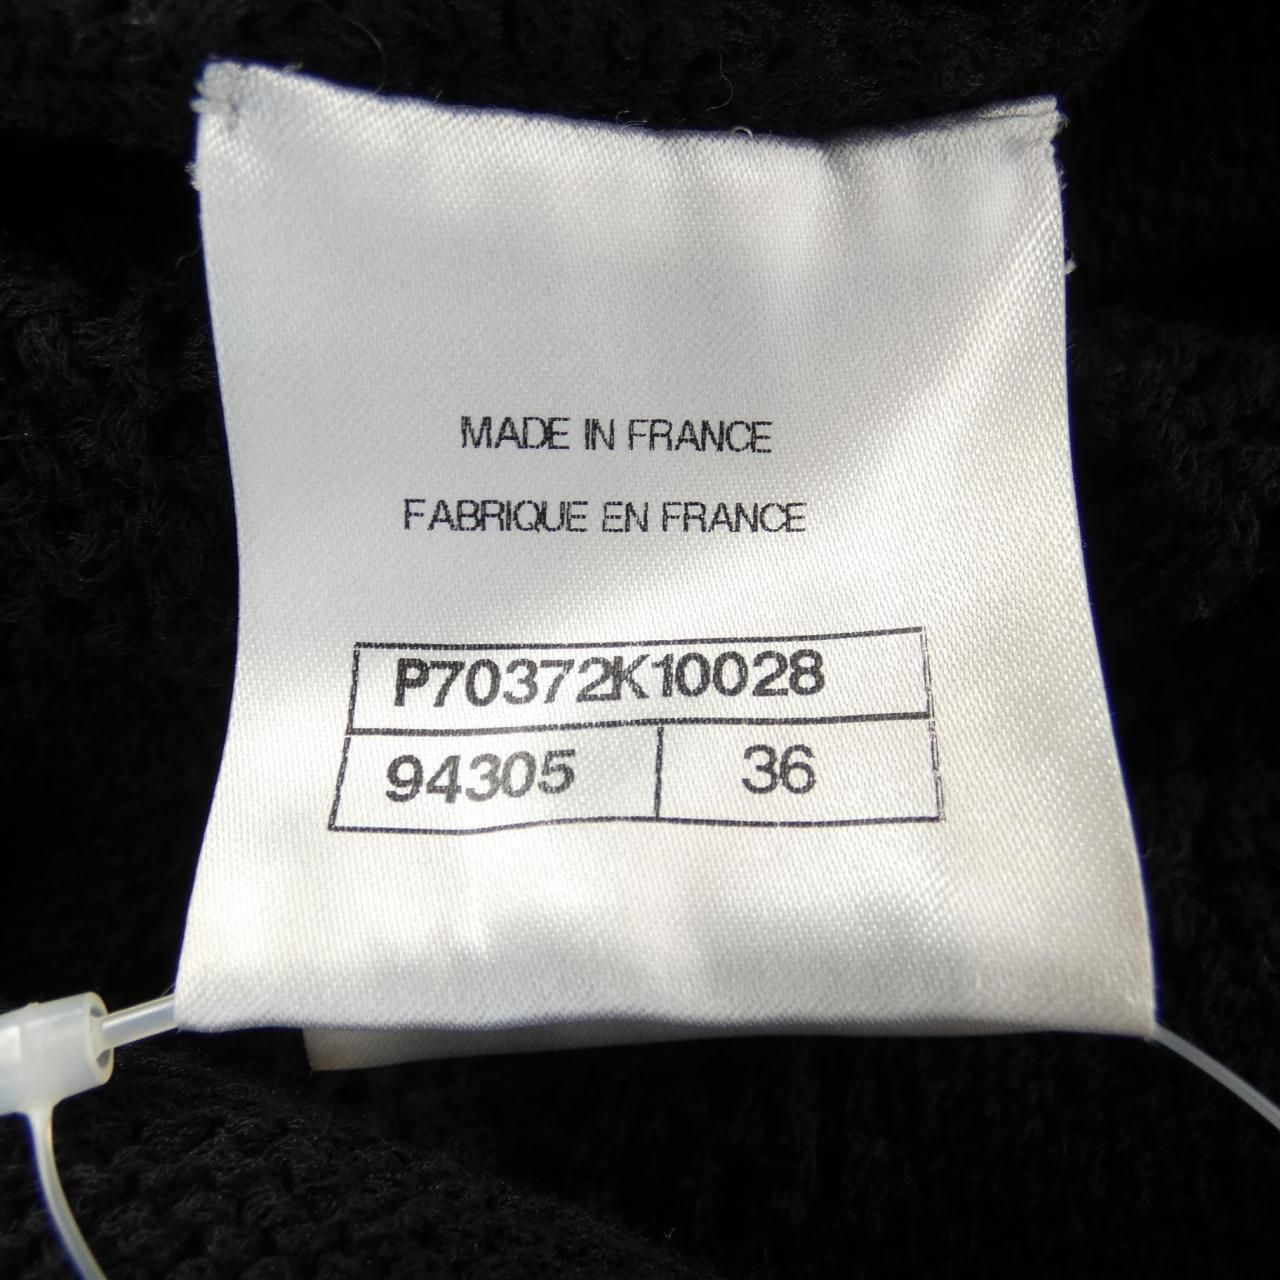 MADE IN FRANCE
FABRIQUE EN FRANCE
P70372K10028
94305 36